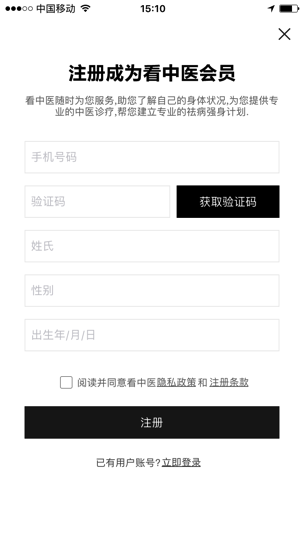 中国移动 15:10
注册成为看中医会员
看中医随时为您服务,助您了解自己的身体状况,为您提供专
业的中医诊疗,帮您建立专业的祛病强身计划.
手机号码
验证码 获取验证码
姓氏
性别
出生年/月/日
阅读并同意看中医隐私政策 和 注册条款
注册
已有用户账号? 立即登录